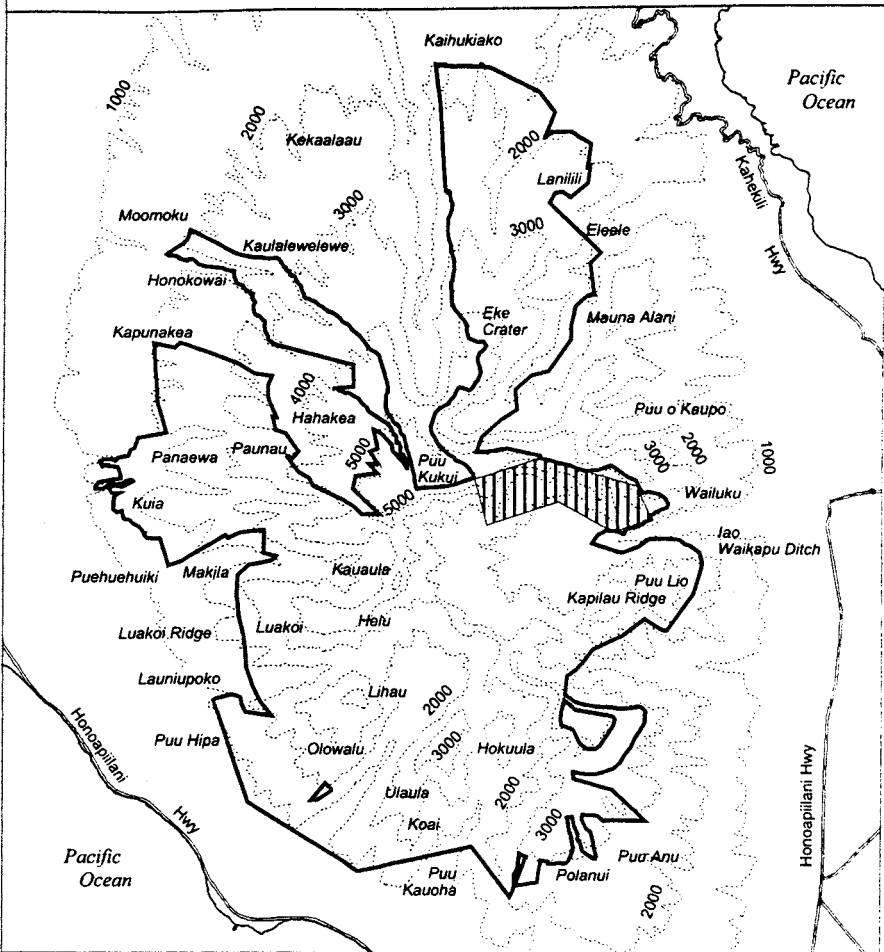 Kaihukiako
Pacific
Ocean
1000
2000
Kekaalaau
2000
Lanilili
Kahekili
Hwy
3000
3000
Eleele
Moomoku
Kaulalewelewe
Honokowai
Eke
Crater
Mauna Alani
Kapunakea
4000
Hahakea
Puu o Kaupo
3000
2000
1000
Panaewa
Paunau
5000
Puu
Kukui
5000
Wailuku
Kuia
Iao
Waikapu Ditch
Puehuehuiki
Makila
Kauaula
Puu Lio
Kapilau Ridge
Luakoi Ridge
Luakoi
Helu
Launiupoko
Lihau
2000
Honoapiilani
Hwy
Puu Hipa
Olowalu
3000
Hokuula
Ulaula
2000
Honoapiilani Hwy
Koai
3000
Pacific
Ocean
Puu
Kauoha
Polanui
Puu Anu
2000